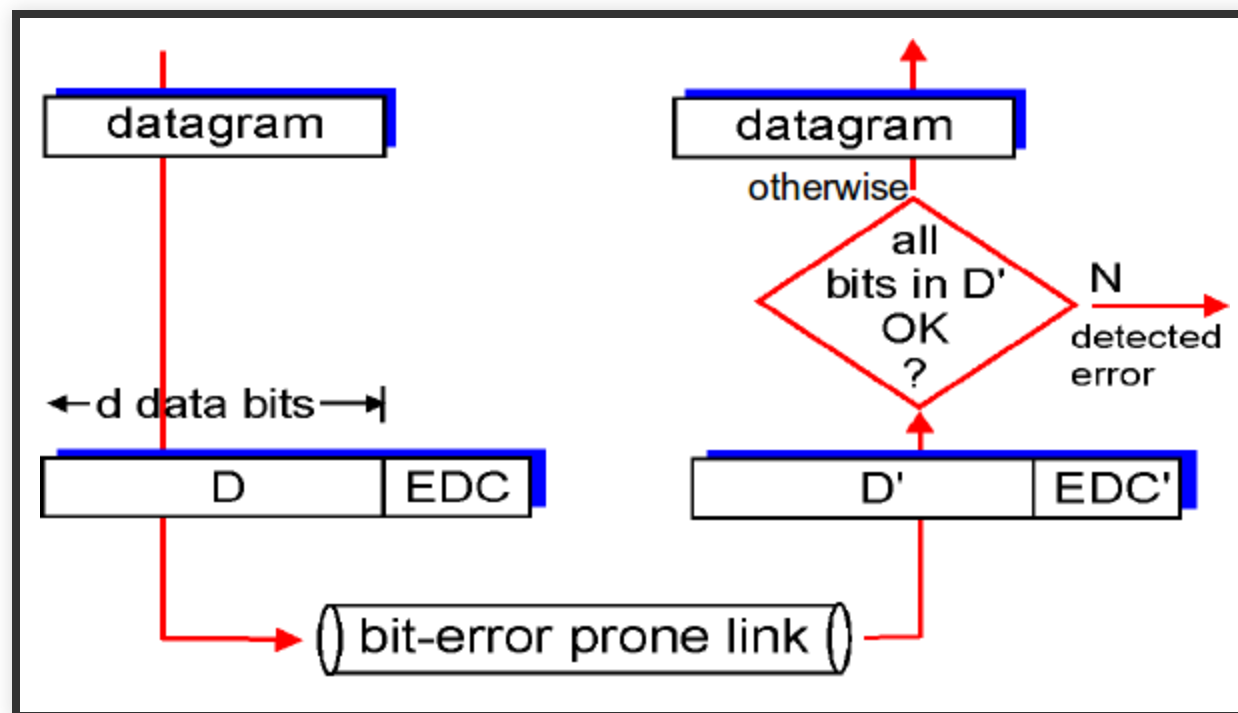 datagram
datagram
otherwise
all
bits in D'
OK
?
N
detected
error
d data bits
D
EDC
D'
EDC'
bit-error prone link